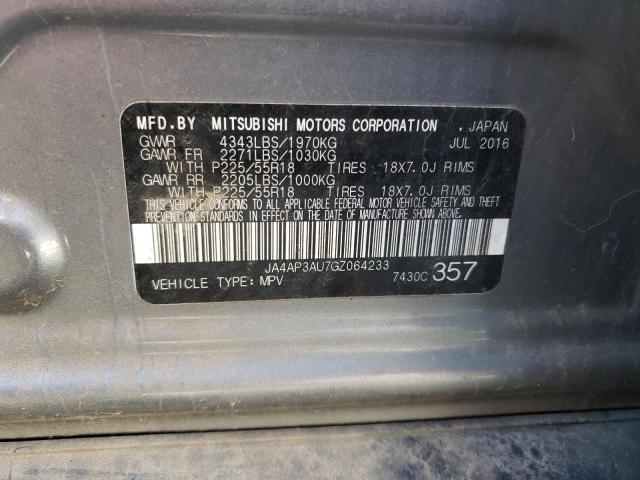 MFD.BY MITSUBISHI MOTORS CORPORATION . JAPAN
GVWR 4343LBS/1970KG JUL 2016
GAWR FR 2271LBS/1030KG
WITH P225/55R18 TIRES 18X7.0J RIMS
GAWR RR 2205LBS/1000KG
WITH P225/55R18 TIRES 18X7.0J RIMS
THIS VEHICLE CONFORMS TO ALL APPLICABLE FEDERAL MOTOR VEHICLE SAFETY AND THEFT
PREVENTION STANDARDS IN EFFECT ON THE DATE OF MANUFACTURE SHOWN ABOVE.
JA4AP3AU7GZ064233
VEHICLE TYPE: MPV 7430C 357